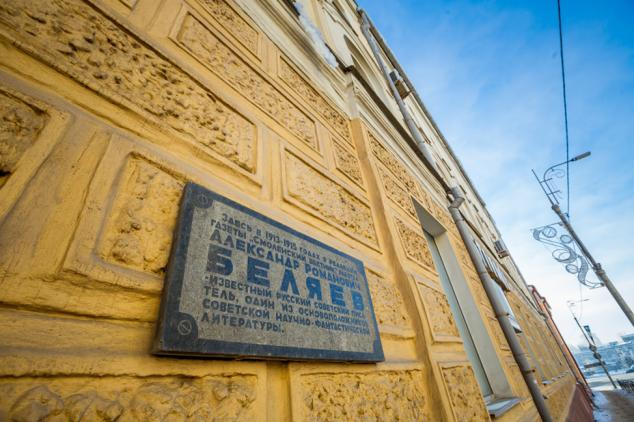 ЗДЕСЬ В 1913-1915 ГОДАХ В РЕДАКЦИИ
ГАЗЕТЫ "СМОЛЕНСКИЙ ВЕСТНИК"
АЛЕКСАНДР РОМАНОВИЧ
БЕЛЯЕВ
-ИЗВЕСТНЫЙ РУССКИЙ СОВЕТСКИЙ ПИСА
ТЕЛЬ, ОДИН ИЗ ОСНОВОПОЛОЖНИКОВ
СОВЕТСКОЙ НАУЧНО-ФАНТАСТИЧЕСКОЙ
ЛИТЕРАТУРЫ.